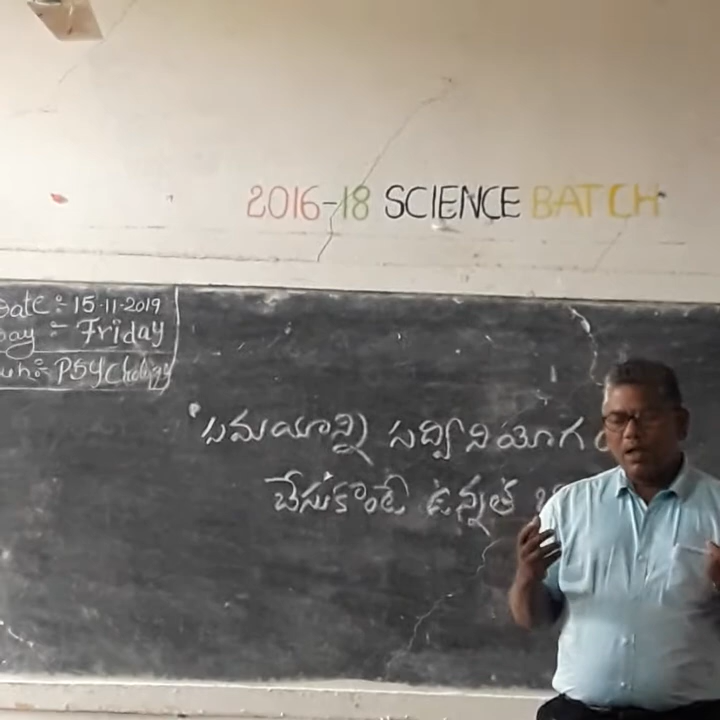 2016-18 SCIENCE BATCH
Date : 15-11-2019
Day :- Friday
PSYChology
సమయాన్ని సద్వినియోగం
చేసుకొంటే ఉన్నత